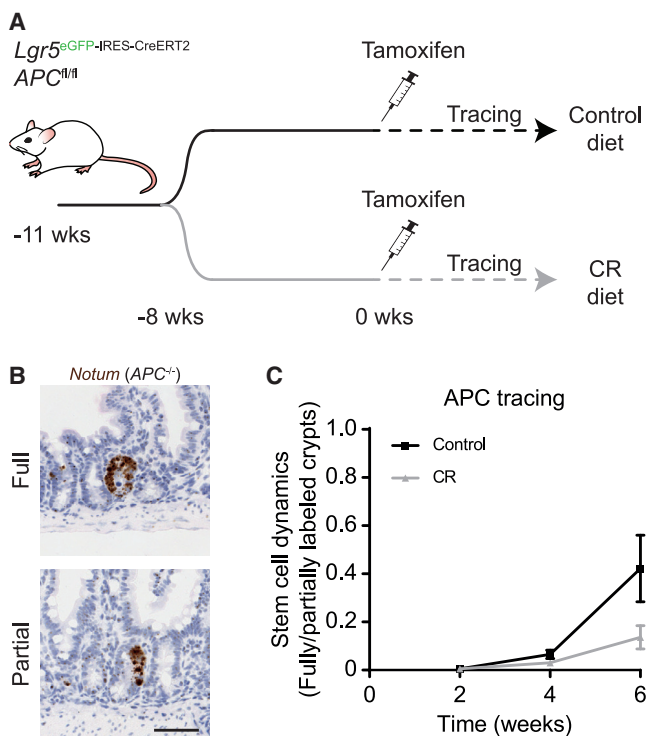 A
Lgr5eGFP-IRES-CreERT2
APCfl/fl
Tamoxifen
Tracing
Control
diet
-11 wks
Tamoxifen
Tracing
CR
diet
-8 wks
0 wks
B
Notum (APC-/-)
Full
Partial
C
APC tracing
Stem cell dynamics
(Fully/partially labeled crypts)
1.0
0.8
0.6
0.4
0.2
0
Control
CR
0
2
4
6
Time (weeks)